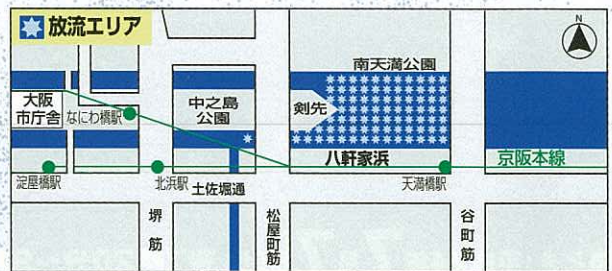 放流エリア
N
南天満公園
大阪
市庁舎
なにわ橋駅
中之島
公園
剣先
八軒家浜
京阪本線
淀屋橋駅
北浜駅
土佐堀通
天満橋駅
堺筋
松屋町筋
谷町筋